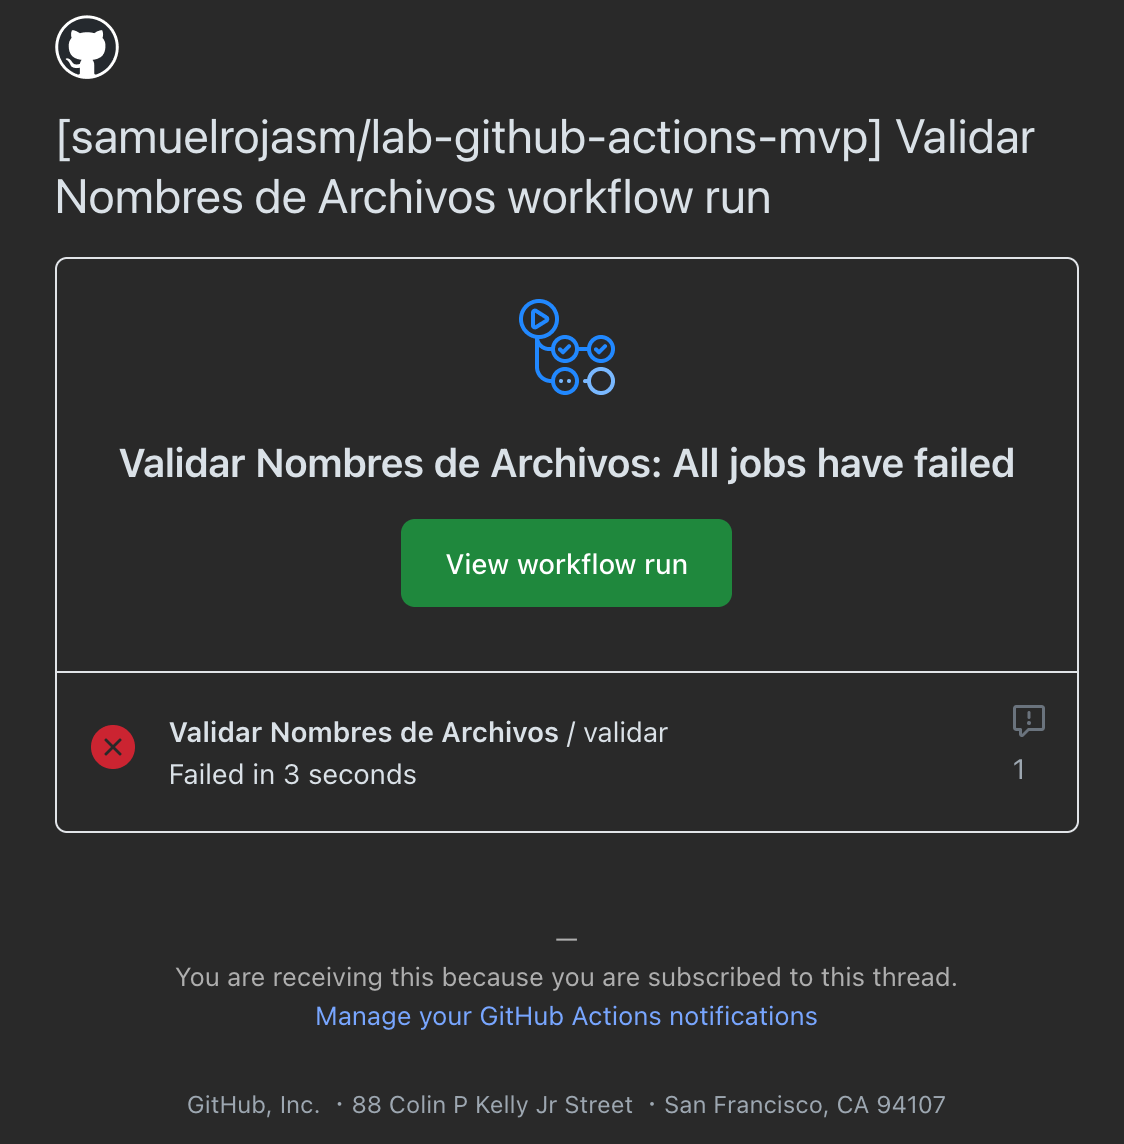 [samuelrojasm/lab-github-actions-mvp] Validar
Nombres de Archivos workflow run
Validar Nombres de Archivos: All jobs have failed
View workflow run
Validar Nombres de Archivos / validar
Failed in 3 seconds
1
—
You are receiving this because you are subscribed to this thread.
Manage your GitHub Actions notifications
GitHub, Inc. ・88 Colin P Kelly Jr Street ・San Francisco, CA 94107